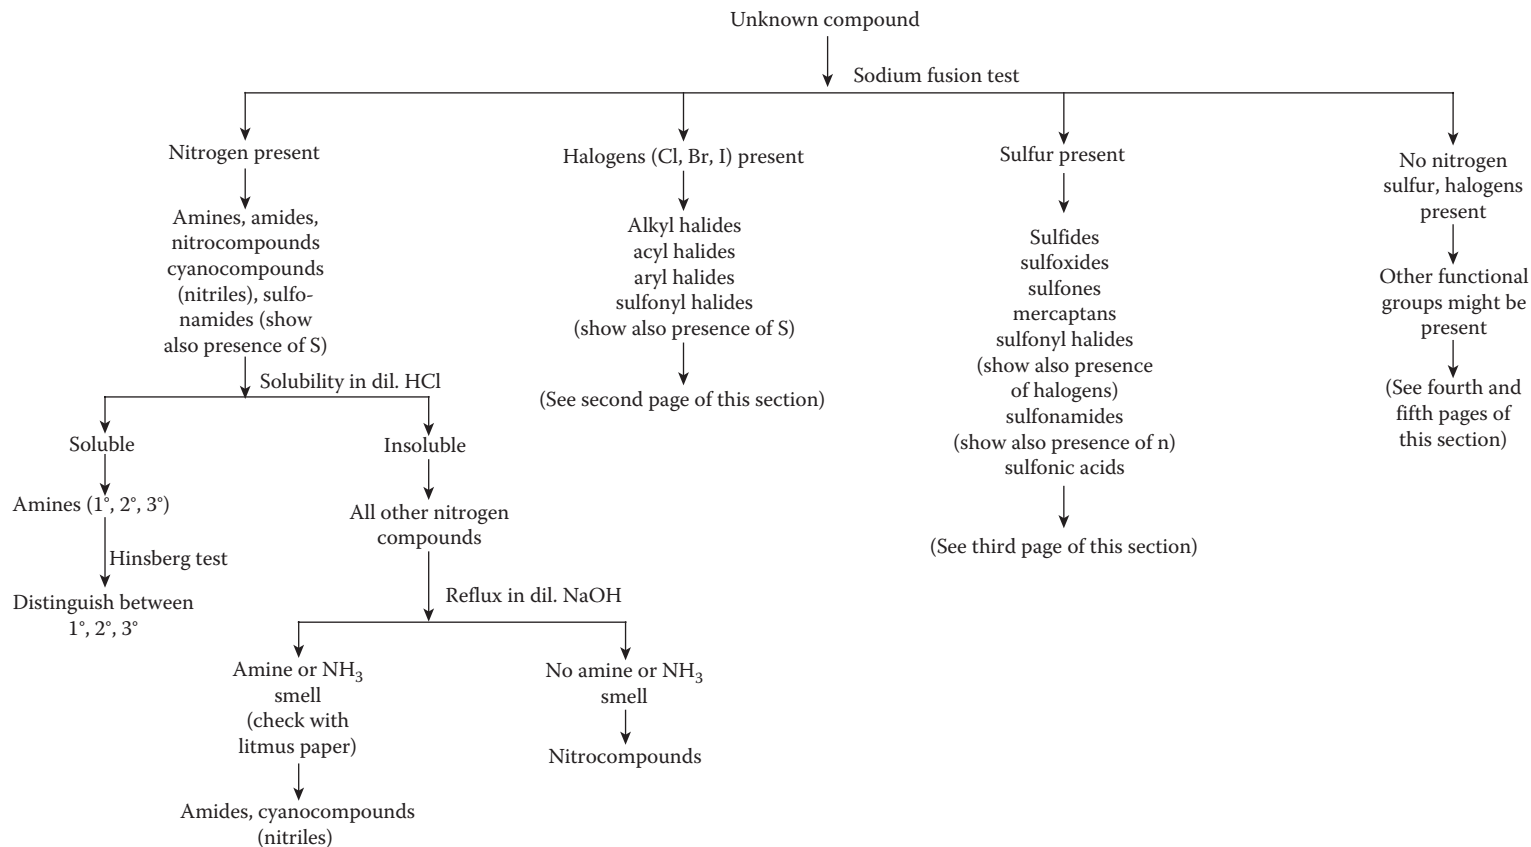 Unknown compound
Sodium fusion test
Nitrogen present
Amines, amides,
nitrocompounds
cyanocompounds
(nitriles), sulfo-
namides (show
also presence of S)
Solubility in dil. HCl
Soluble
Amines (1°, 2°, 3°)
Hinsberg test
Distinguish between
1°, 2°, 3°
Insoluble
All other nitrogen
compounds
Reflux in dil. NaOH
Amine or NH₃
smell
(check with
litmus paper)
Amides, cyanocompounds
(nitriles)
No amine or NH₃
smell
Nitrocompounds
Halogens (Cl, Br, I) present
Alkyl halides
acyl halides
aryl halides
sulfonyl halides
(show also presence of S)
(See second page of this section)
Sulfur present
Sulfides
sulfoxides
sulfones
mercaptans
sulfonyl halides
(show also presence
of halogens)
sulfonamides
(show also presence of n)
sulfonic acids
(See third page of this section)
No nitrogen
sulfur, halogens
present
Other functional
groups might be
present
(See fourth and
fifth pages of
this section)